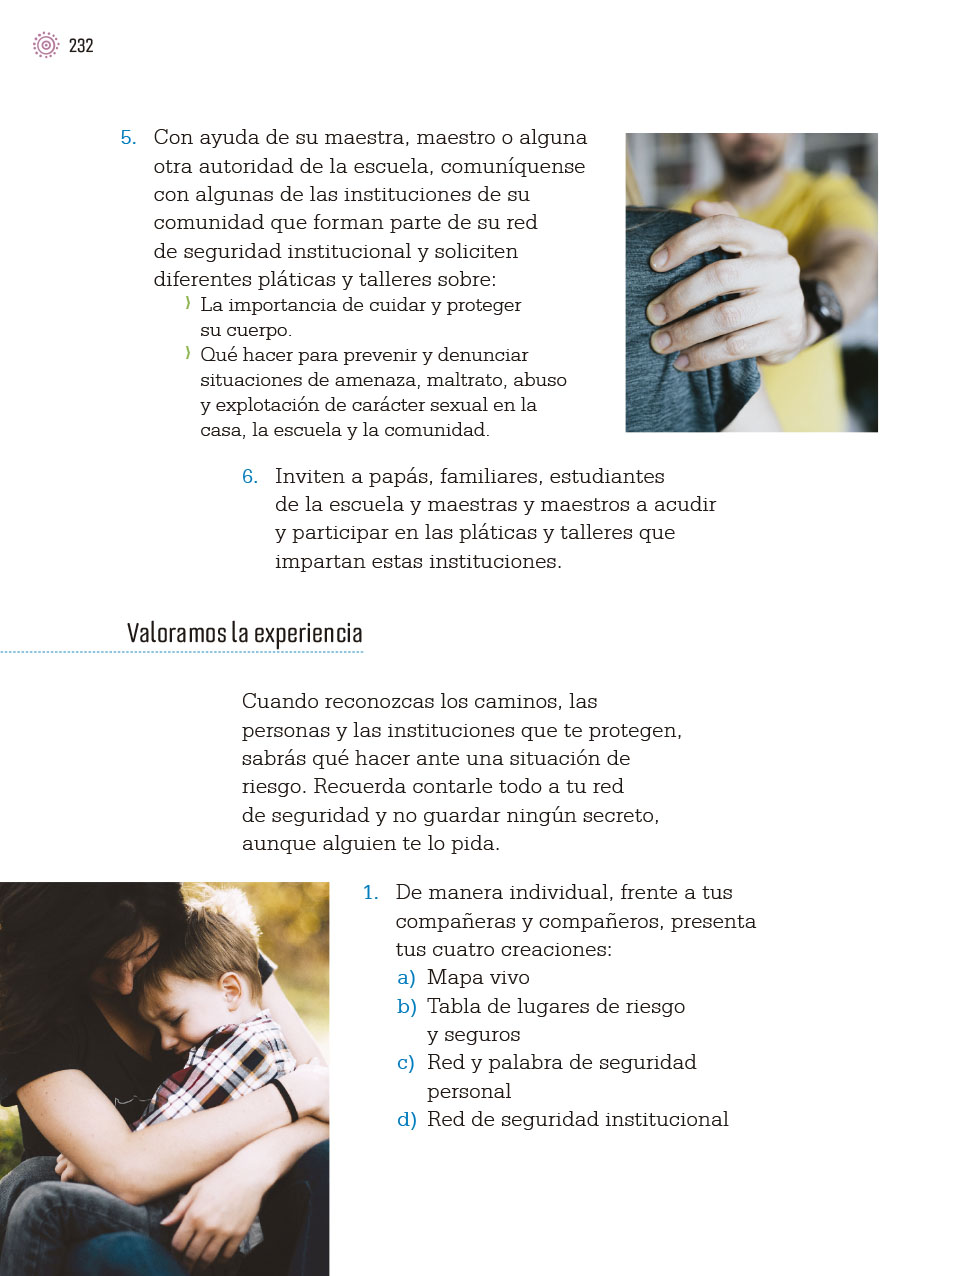 232
5. Con ayuda de su maestra, maestro o alguna
otra autoridad de la escuela, comuníquense
con algunas de las instituciones de su
comunidad que forman parte de su red
de seguridad institucional y soliciten
diferentes pláticas y talleres sobre:
⟩ La importancia de cuidar y proteger
su cuerpo.
⟩ Qué hacer para prevenir y denunciar
situaciones de amenaza, maltrato, abuso
y explotación de carácter sexual en la
casa, la escuela y la comunidad.
6. Inviten a papás, familiares, estudiantes
de la escuela y maestras y maestros a acudir
y participar en las pláticas y talleres que
impartan estas instituciones.
Valoramos la experiencia
Cuando reconozcas los caminos, las
personas y las instituciones que te protegen,
sabrás qué hacer ante una situación de
riesgo. Recuerda contarle todo a tu red
de seguridad y no guardar ningún secreto,
aunque alguien te lo pida.
1. De manera individual, frente a tus
compañeras y compañeros, presenta
tus cuatro creaciones:
a) Mapa vivo
b) Tabla de lugares de riesgo
y seguros
c) Red y palabra de seguridad
personal
d) Red de seguridad institucional